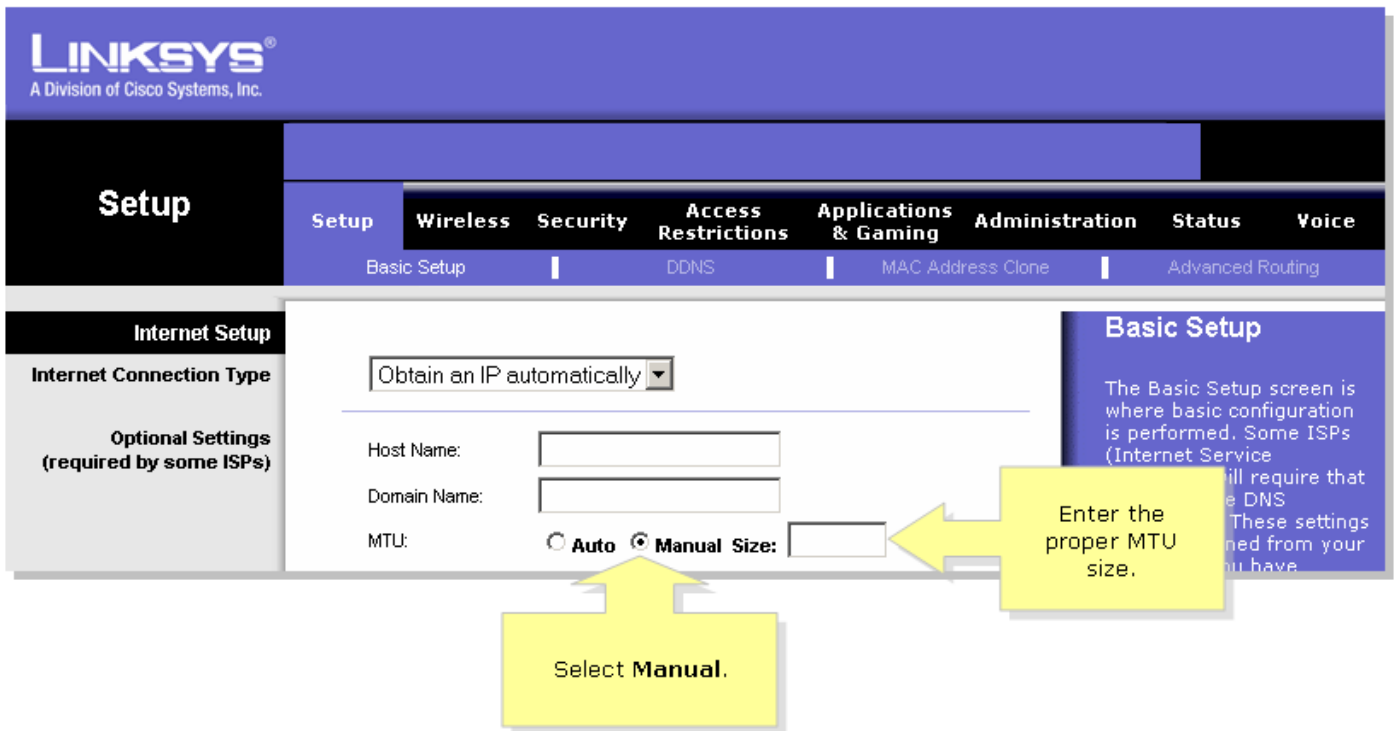 LINKSYS®
A Division of Cisco Systems, Inc.
Setup
Setup Wireless Security Access Restrictions Applications & Gaming Administration Status Voice
Basic Setup DDNS MAC Address Clone Advanced Routing
Internet Setup
Internet Connection Type
Obtain an IP automatically
Optional Settings
(required by some ISPs)
Host Name:
Domain Name:
MTU: Auto Manual Size:
Basic Setup
The Basic Setup screen is
where basic configuration
is performed. Some ISPs
(Internet Service
require that
DNS
These settings
from your
have
Enter the
proper MTU
size.
Select Manual.